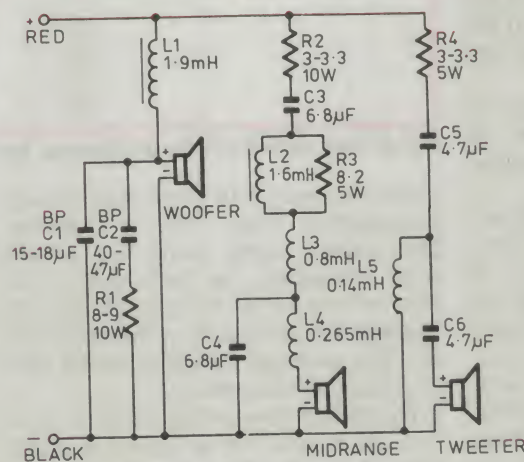 +
RED
L1
1·9mH
R2
3-3·3
10W
C3
6·8µF
R4
3-3·3
5W
C5
4·7µF
L2
1·6mH
R3
8·2
5W
+
-
WOOFER
BP
C1
15-18µF
BP
C2
40-
47µF
R1
8-9
10W
L3
0·8mH
L5
0·14mH
L4
0·265mH
C4
6·8µF
C6
4·7µF
+
-
MIDRANGE
+
-
TWEETER
-
BLACK